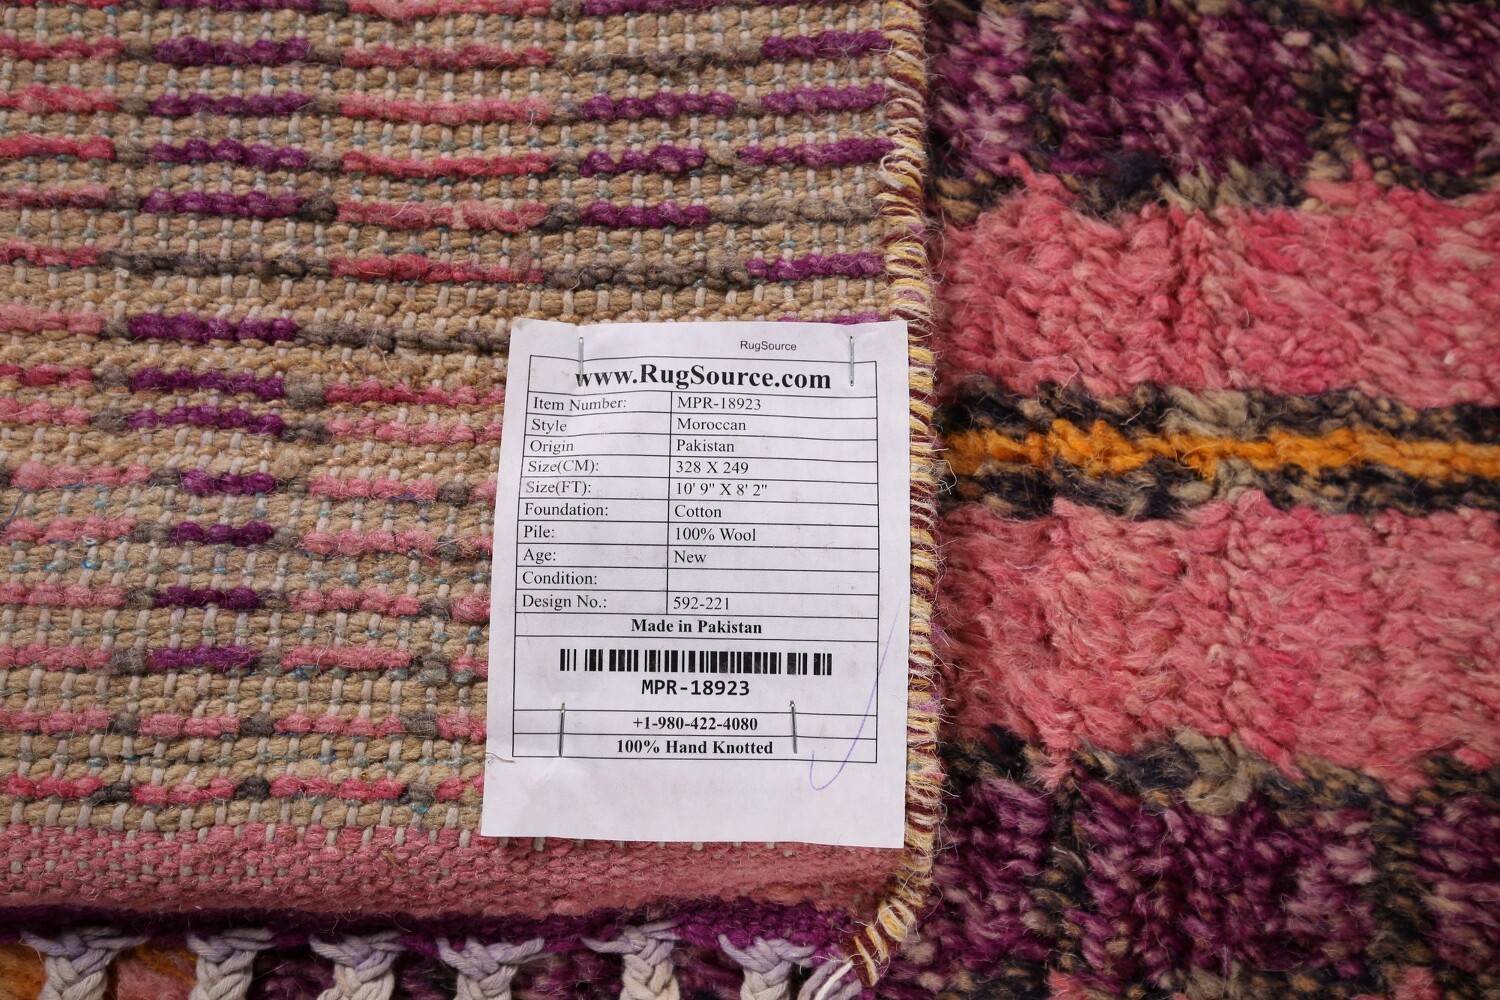 RugSource
www.RugSource.com
Item Number: MPR-18923
Style Moroccan
Origin Pakistan
Size(CM): 328 X 249
Size(FT): 10' 9" X 8' 2"
Foundation: Cotton
Pile: 100% Wool
Age: New
Condition:
Design No.: 592-221
Made in Pakistan
MPR-18923
+1-980-422-4080
100% Hand Knotted